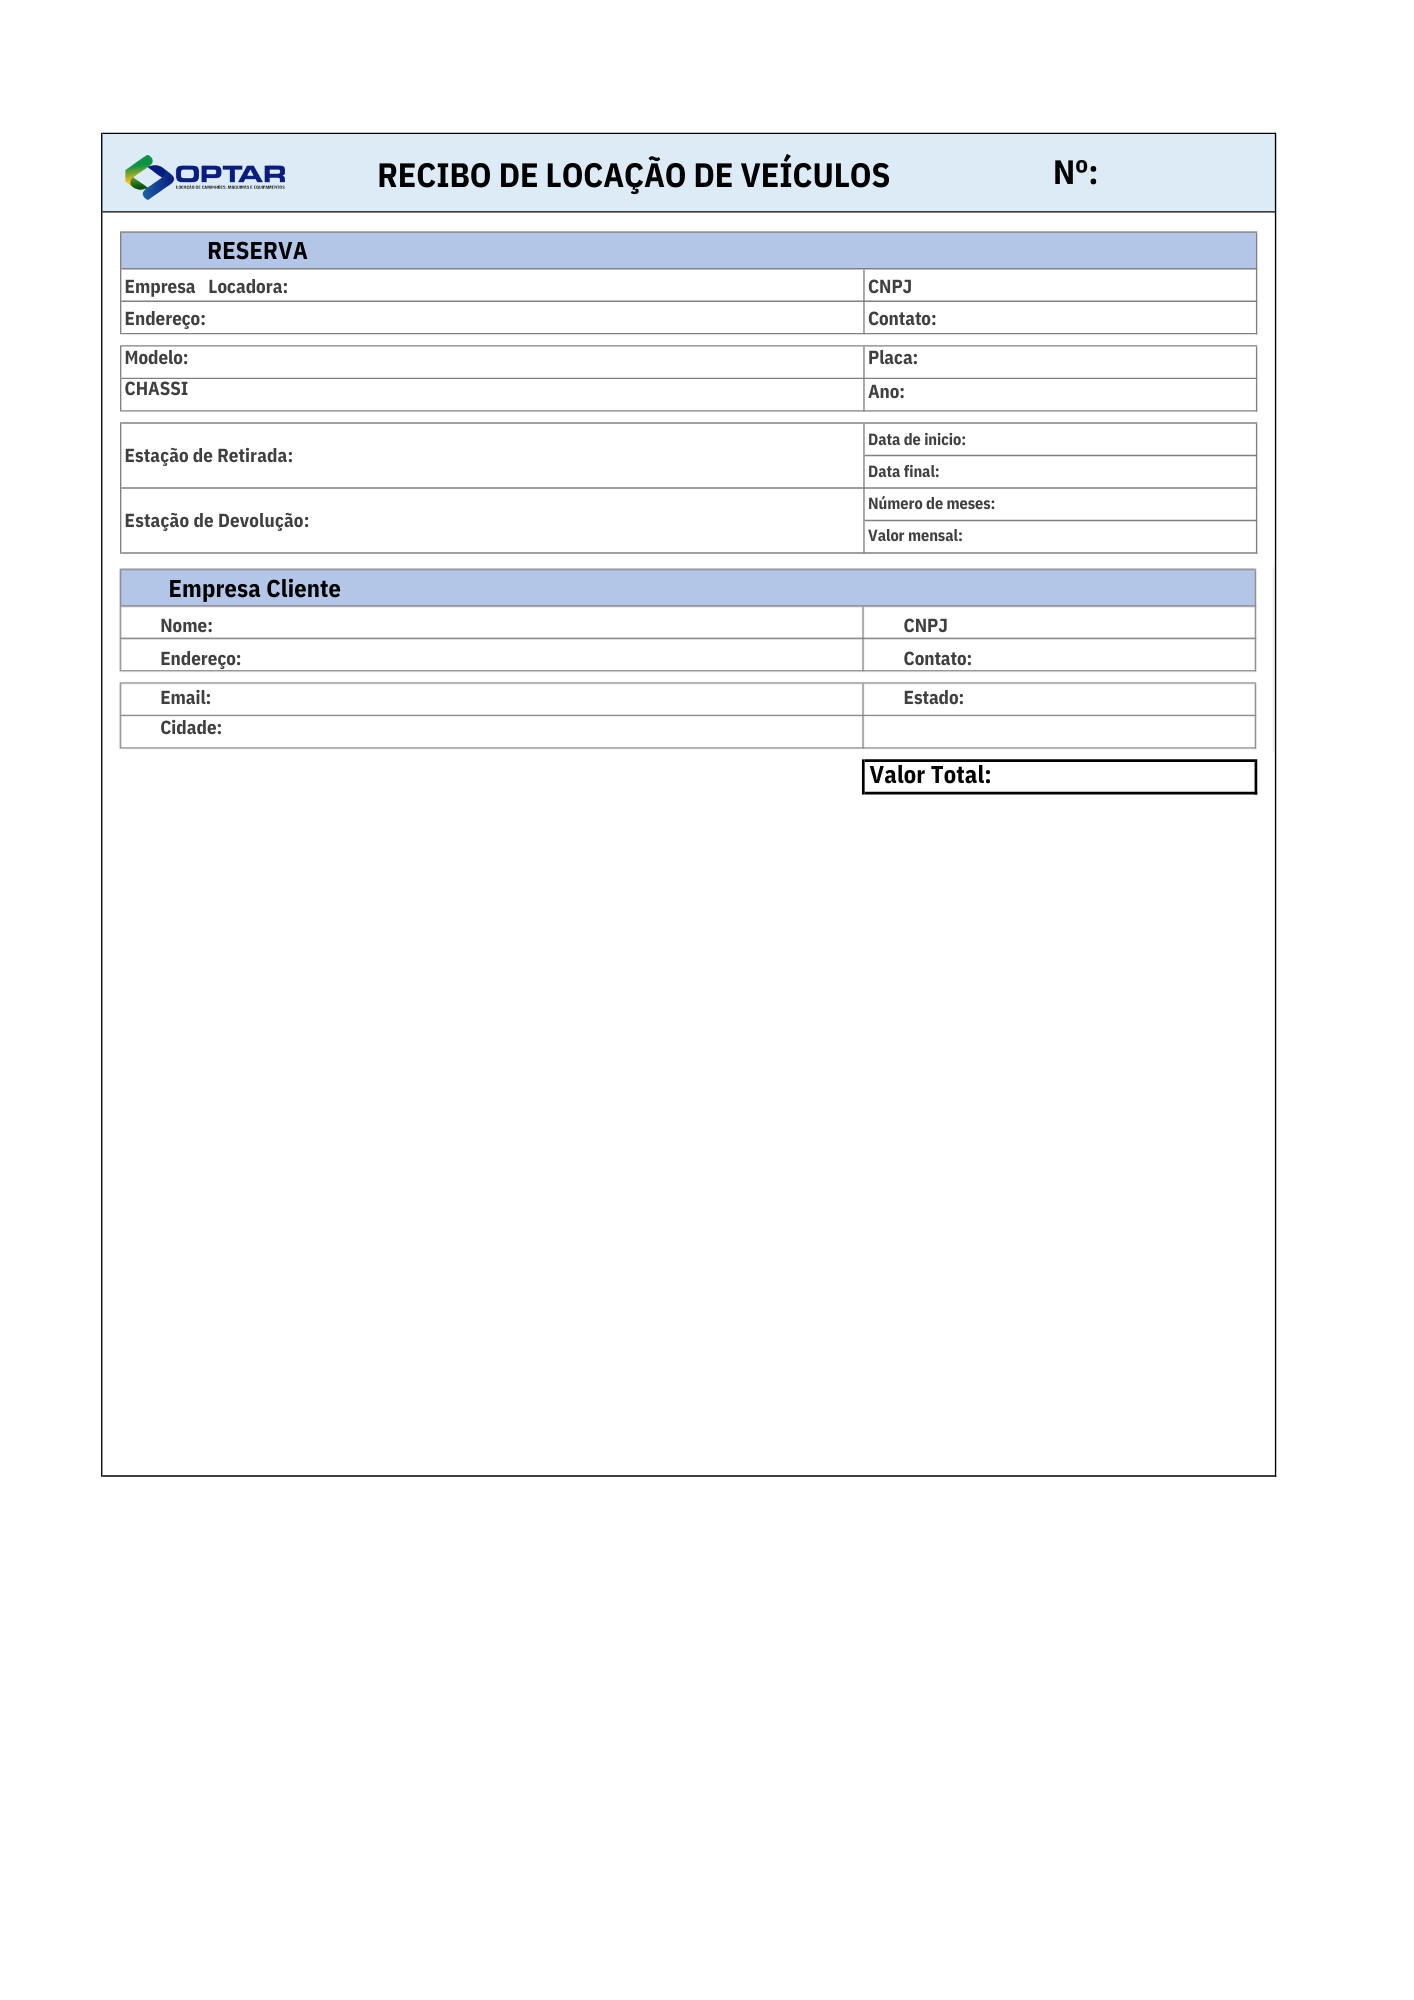 OPTAR
LOCAÇÃO DE CAMINHÕES, MÁQUINAS E EQUIPAMENTOS
RECIBO DE LOCAÇÃO DE VEÍCULOS
Nº:
RESERVA
Empresa Locadora:
CNPJ
Endereço:
Contato:
Modelo:
Placa:
CHASSI
Ano:
Estação de Retirada:
Data de inicio:
Data final:
Estação de Devolução:
Número de meses:
Valor mensal:
Empresa Cliente
Nome:
CNPJ
Endereço:
Contato:
Email:
Estado:
Cidade:
Valor Total: